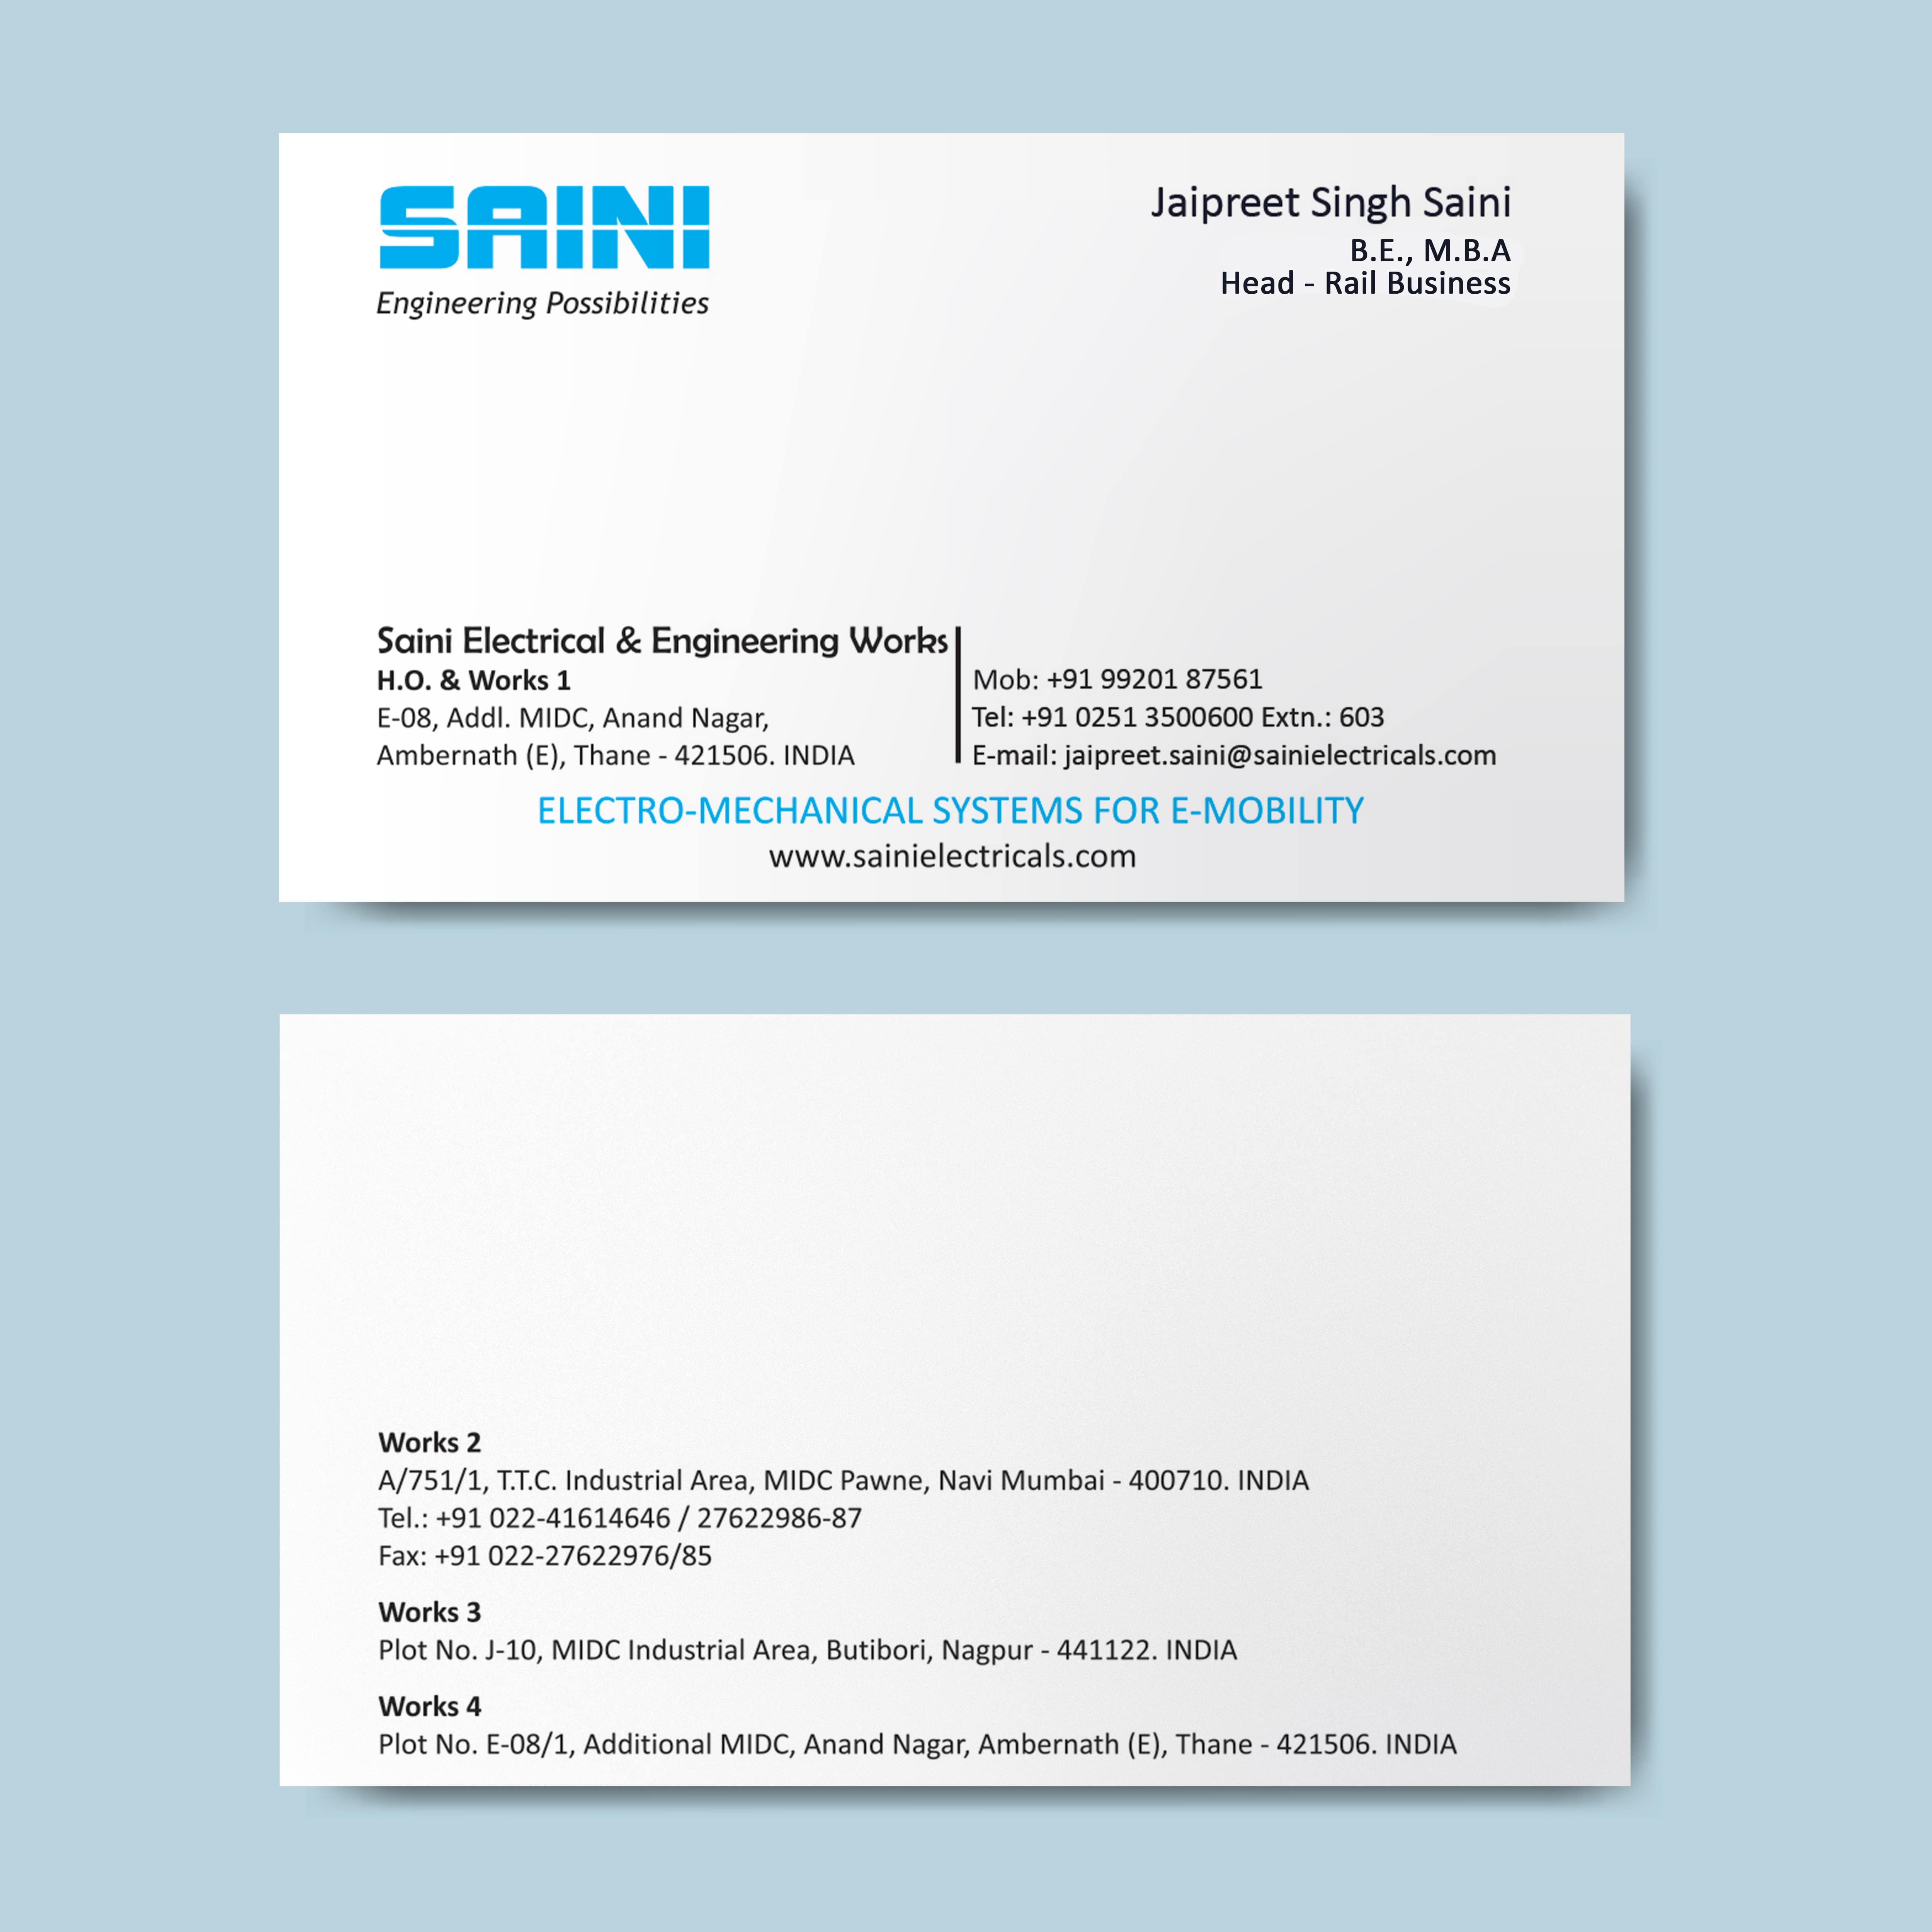 SAINI
Engineering Possibilities
Jaipreet Singh Saini
B.E., M.B.A
Head - Rail Business
Saini Electrical & Engineering Works
H.O. & Works 1
E-08, Addl. MIDC, Anand Nagar,
Ambernath (E), Thane - 421506. INDIA
Mob: +91 99201 87561
Tel: +91 0251 3500600 Extn.: 603
E-mail: jaipreet.saini@sainielectricals.com
ELECTRO-MECHANICAL SYSTEMS FOR E-MOBILITY
www.sainielectricals.com
Works 2
A/751/1, T.T.C. Industrial Area, MIDC Pawne, Navi Mumbai - 400710. INDIA
Tel.: +91 022-41614646 / 27622986-87
Fax: +91 022-27622976/85
Works 3
Plot No. J-10, MIDC Industrial Area, Butibori, Nagpur - 441122. INDIA
Works 4
Plot No. E-08/1, Additional MIDC, Anand Nagar, Ambernath (E), Thane - 421506. INDIA